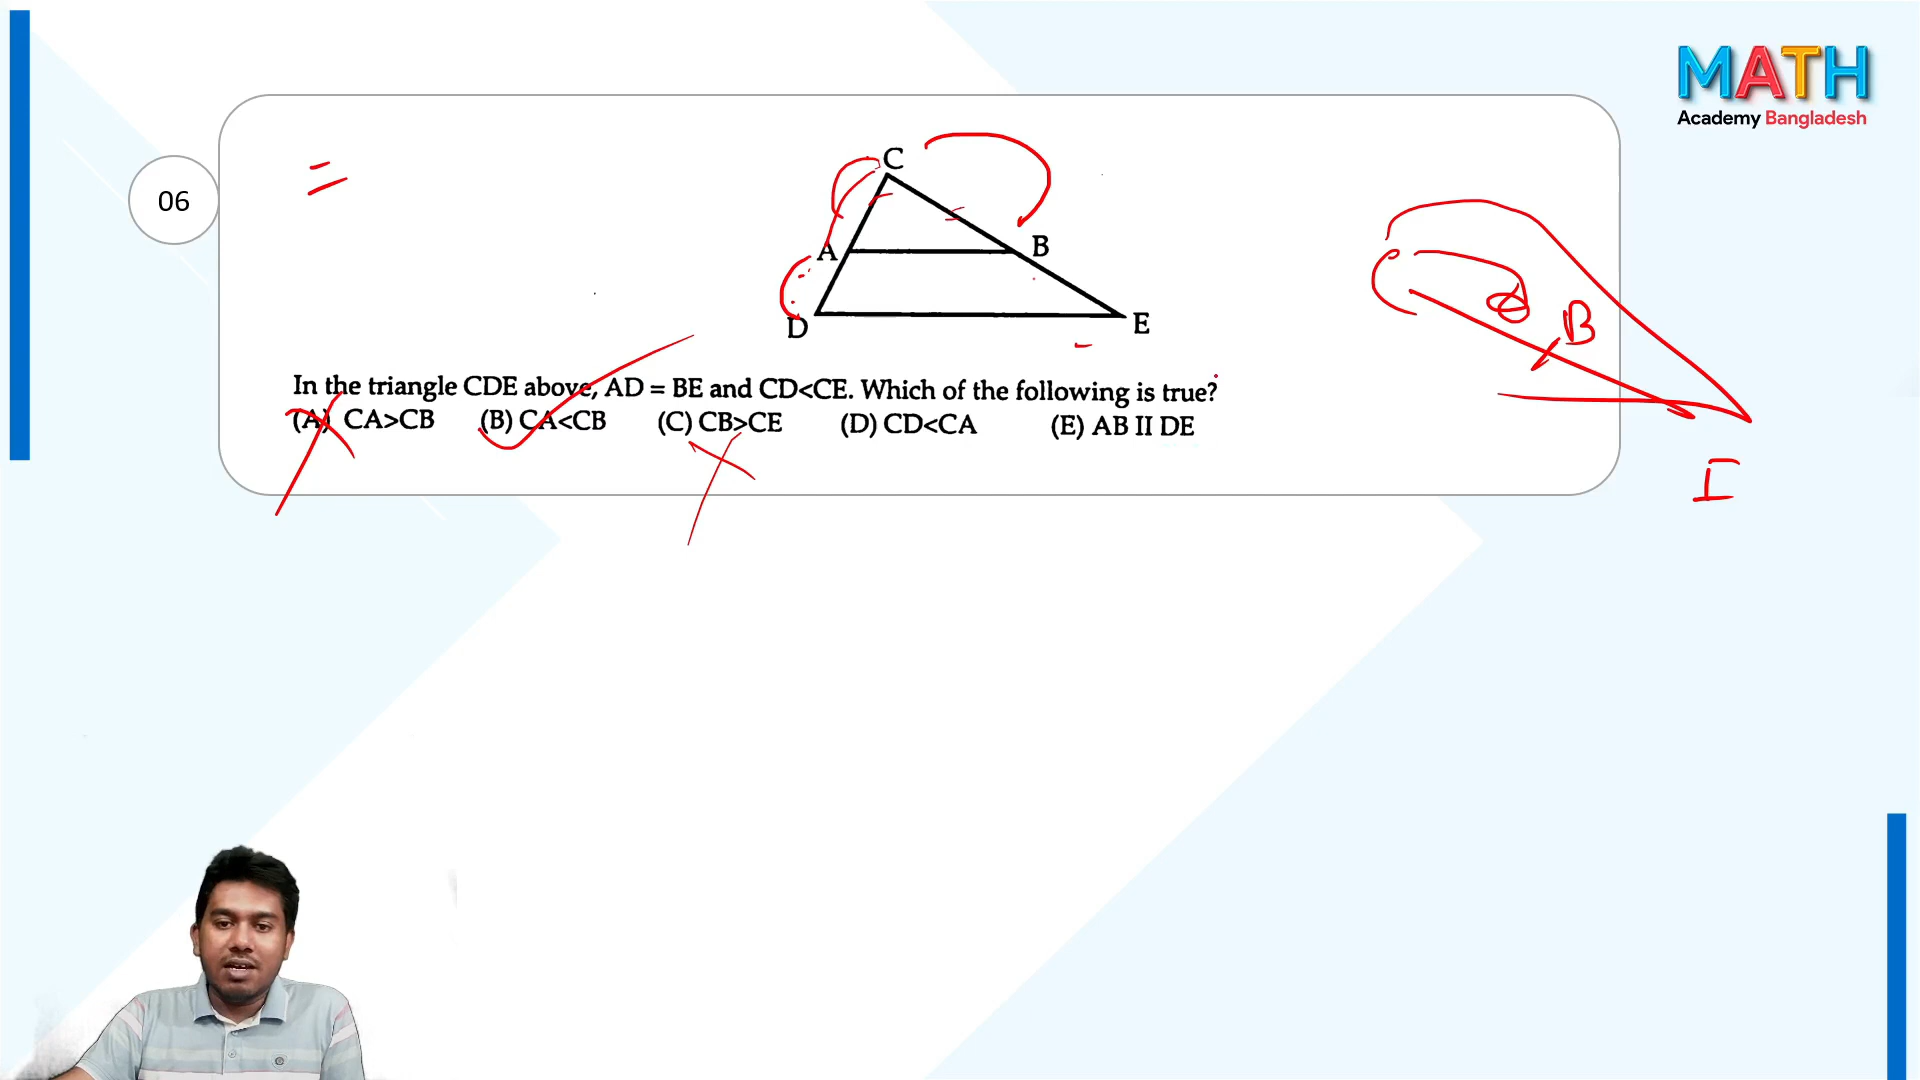 MATH
Academy Bangladesh
06
=
C
A
B
D
E
B
I
In the triangle CDE above, AD = BE and CD<CE. Which of the following is true?
(A) CA>CB (B) CA<CB (C) CB>CE (D) CD<CA (E) AB II DE